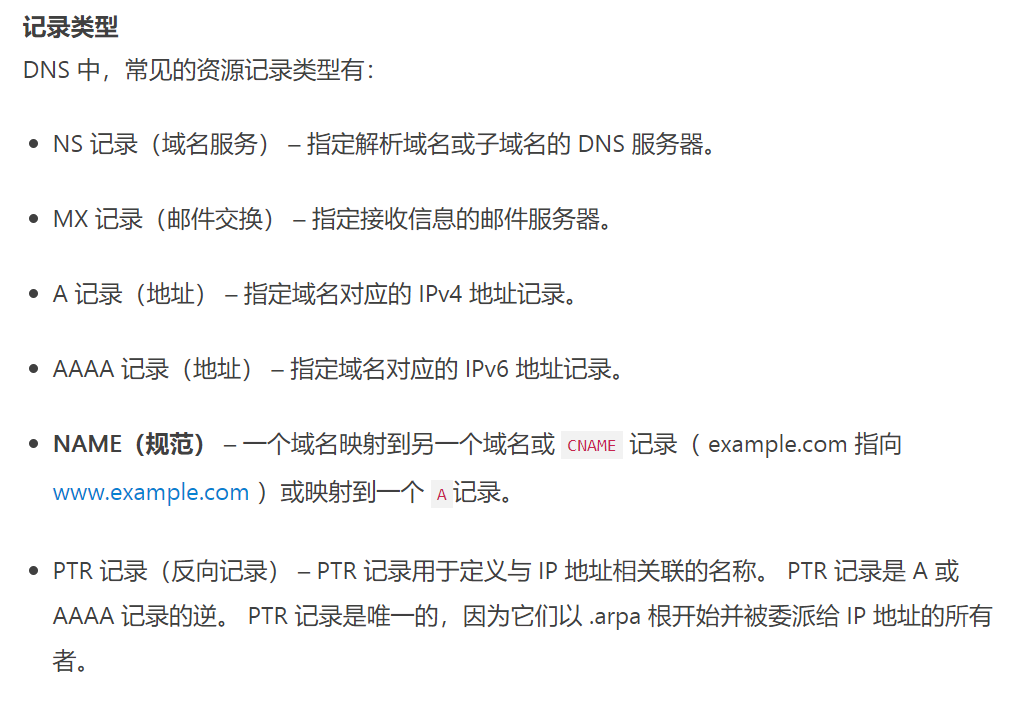 记录类型
DNS 中，常见的资源记录类型有：
NS 记录（域名服务） – 指定解析域名或子域名的 DNS 服务器。
MX 记录（邮件交换） – 指定接收信息的邮件服务器。
A 记录（地址） – 指定域名对应的 IPv4 地址记录。
AAAA 记录（地址） – 指定域名对应的 IPv6 地址记录。
NAME（规范） – 一个域名映射到另一个域名或 CNAME 记录（ example.com 指向
www.example.com ）或映射到一个 A记录。
PTR 记录（反向记录） – PTR 记录用于定义与 IP 地址相关联的名称。 PTR 记录是 A 或
AAAA 记录的逆。 PTR 记录是唯一的，因为它们以 .arpa 根开始并被委派给 IP 地址的所有
者。